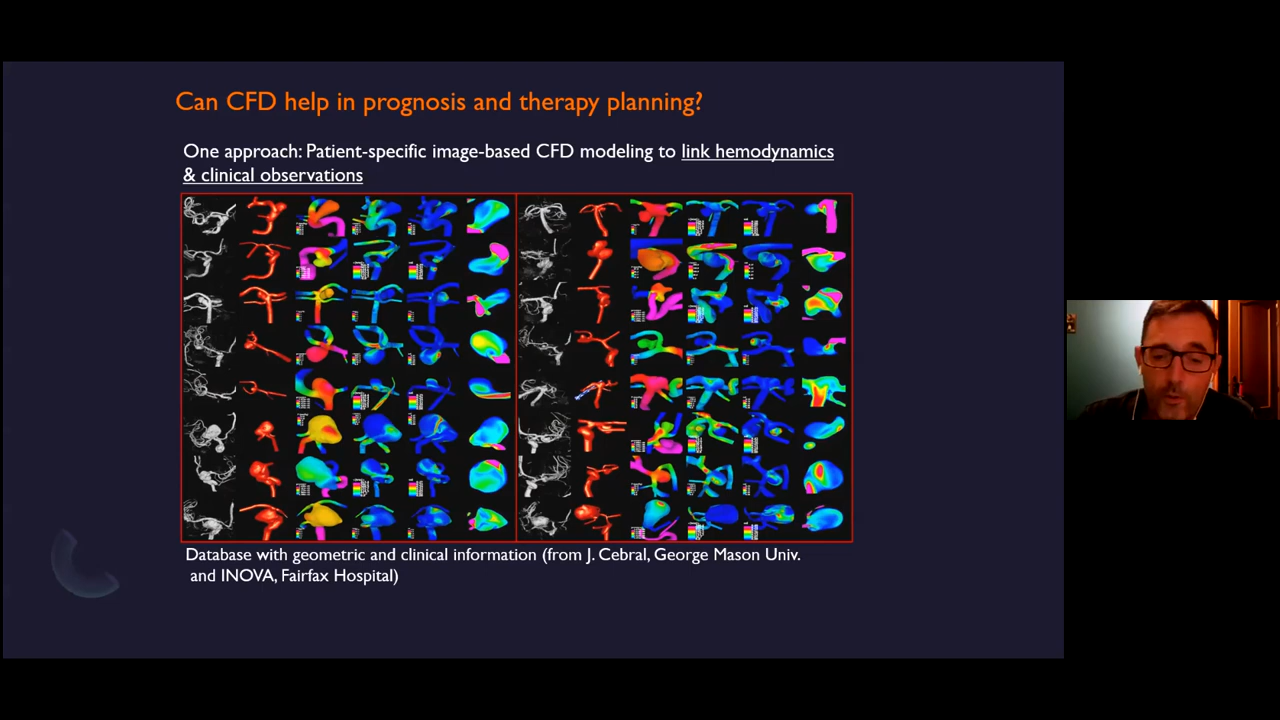 Can CFD help in prognosis and therapy planning?
One approach: Patient-specific image-based CFD modeling to link hemodynamics
& clinical observations
Database with geometric and clinical information (from J. Cebral, George Mason Univ.
and INOVA, Fairfax Hospital)